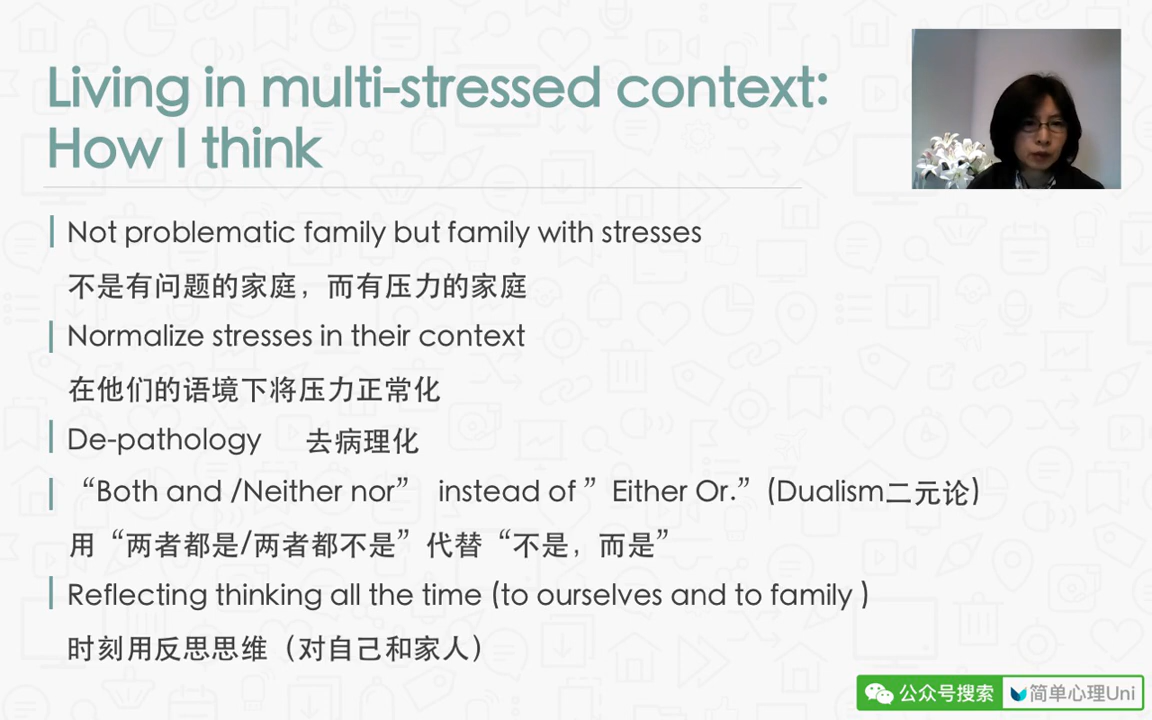 Living in multi-stressed context:
How I think
Not problematic family but family with stresses
不是有问题的家庭，而有压力的家庭
Normalize stresses in their context
在他们的语境下将压力正常化
De-pathology 去病理化
“Both and /Neither nor” instead of ” Either Or.” (Dualism二元论)
用“两者都是/两者都不是”代替“不是，而是”
Reflecting thinking all the time (to ourselves and to family )
时刻用反思思维（对自己和家人）
公众号搜索 简单心理Uni